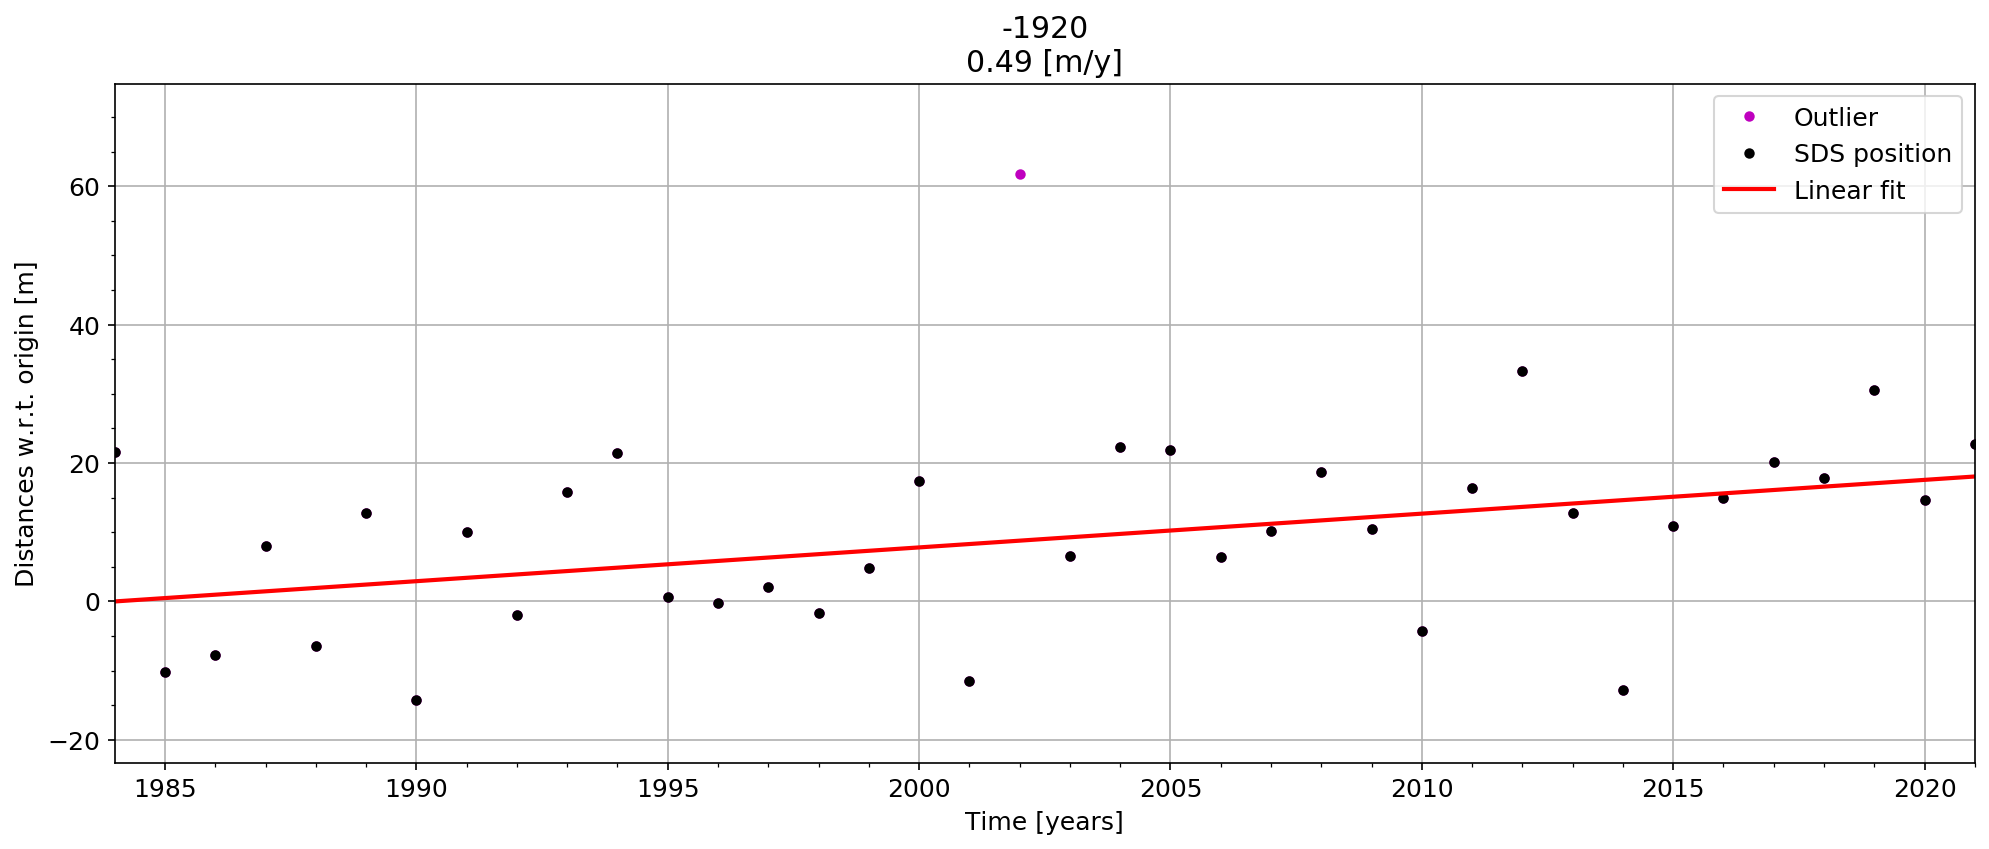 -1920
0.49 [m/y]
Outlier
SDS position
Linear fit
Distances w.r.t. origin [m]
60
40
20
0
−20
1985 1990 1995 2000 2005 2010 2015 2020
Time [years]